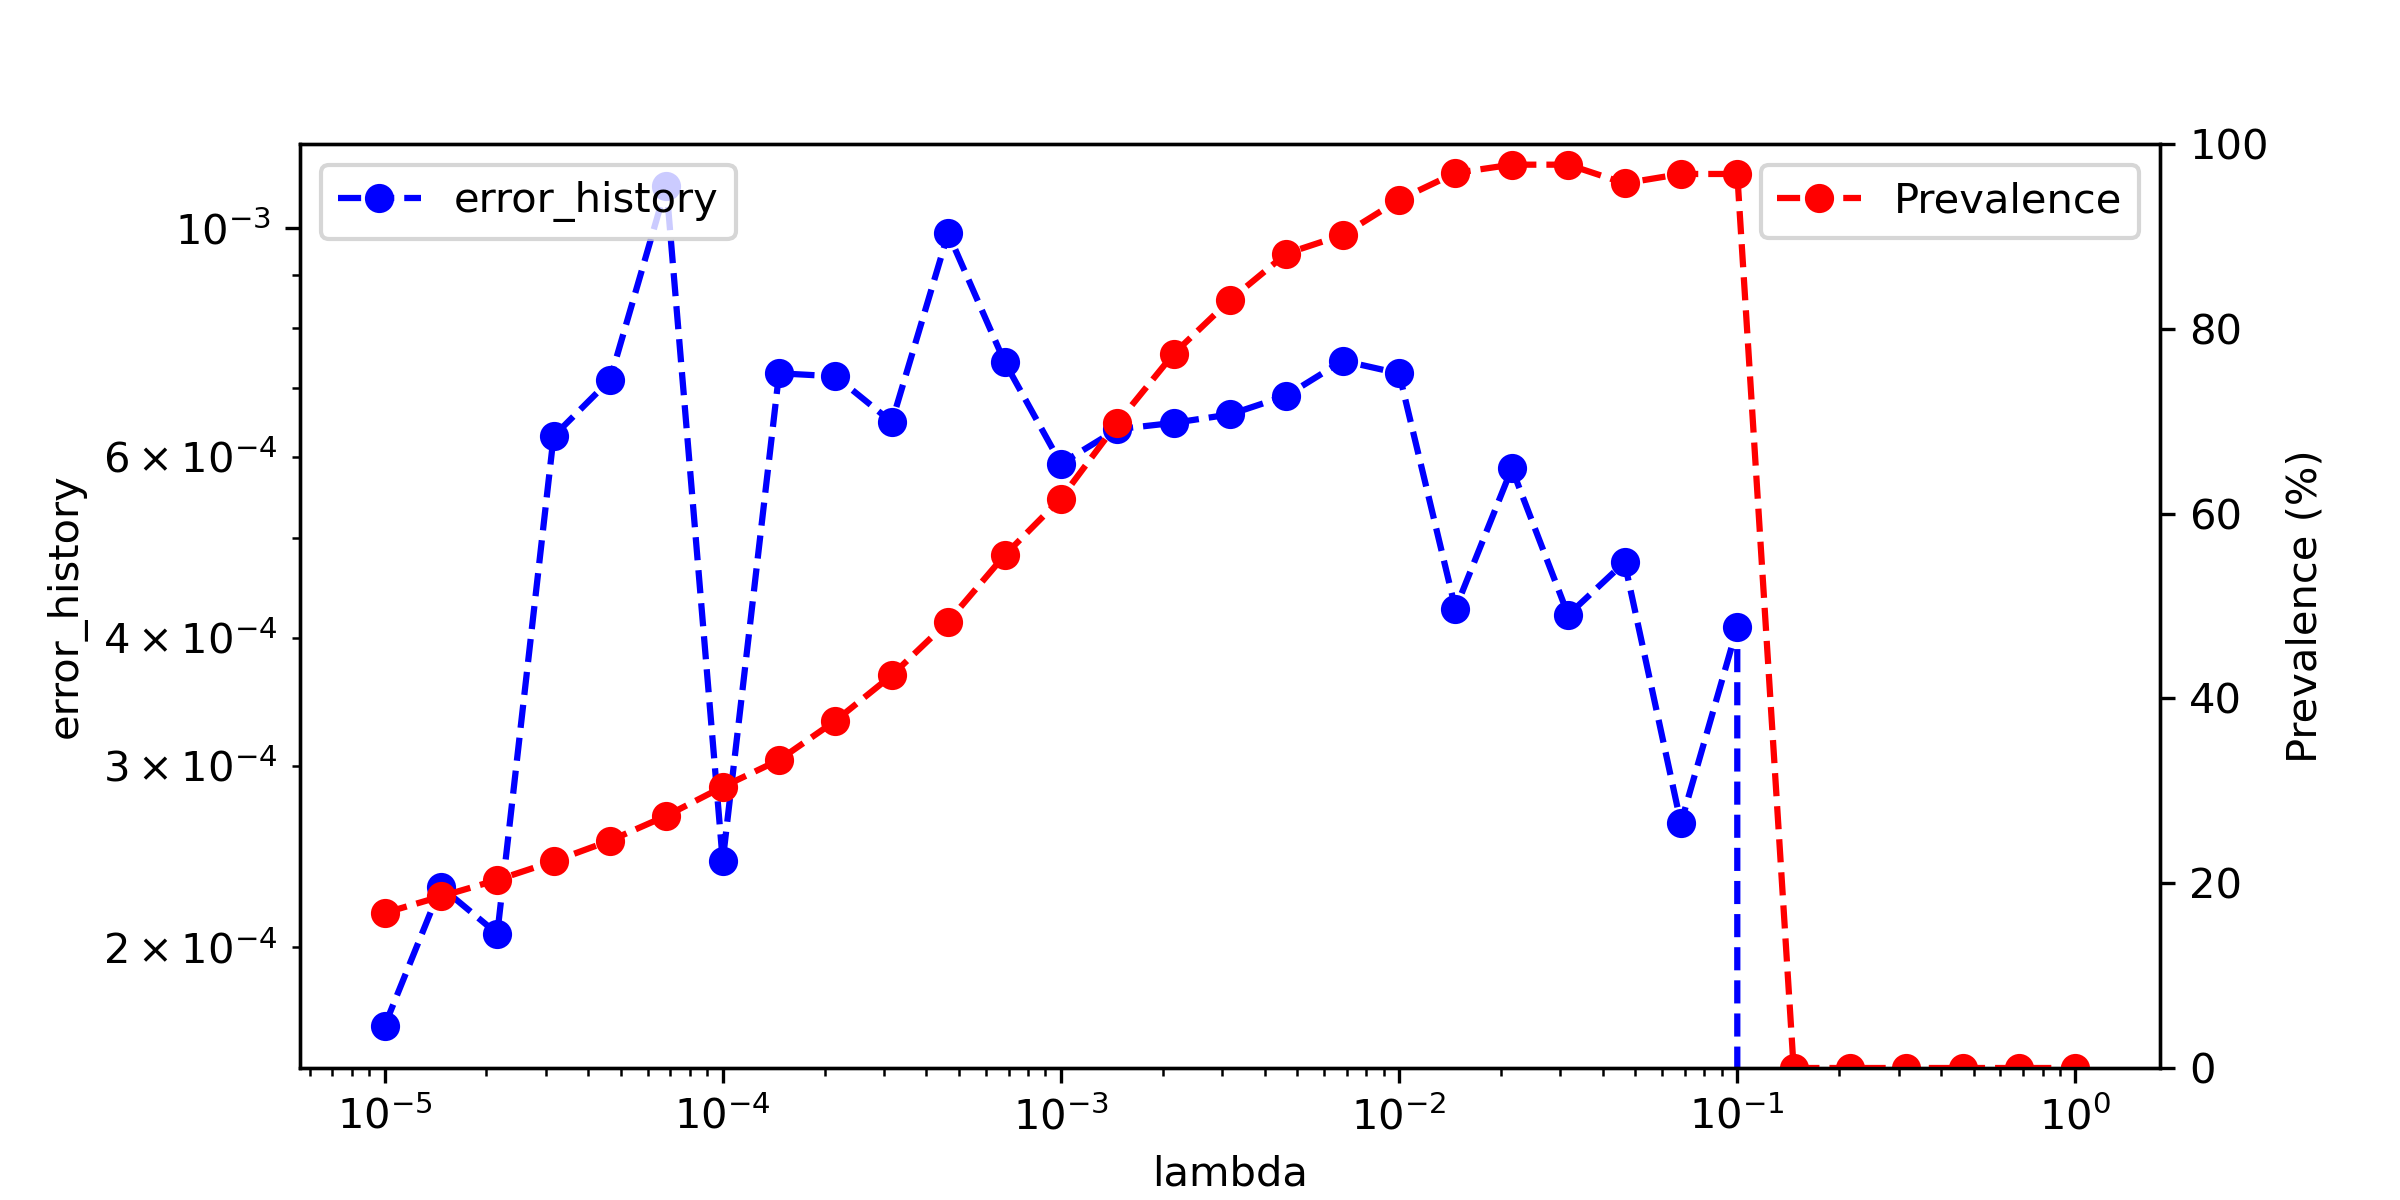 error_history
Prevalence
10⁻³
6 × 10⁻⁴
4 × 10⁻⁴
3 × 10⁻⁴
2 × 10⁻⁴
error_history
100
80
60
40
20
0
Prevalence (%)
10⁻⁵ 10⁻⁴ 10⁻³ 10⁻² 10⁻¹ 10⁰
lambda